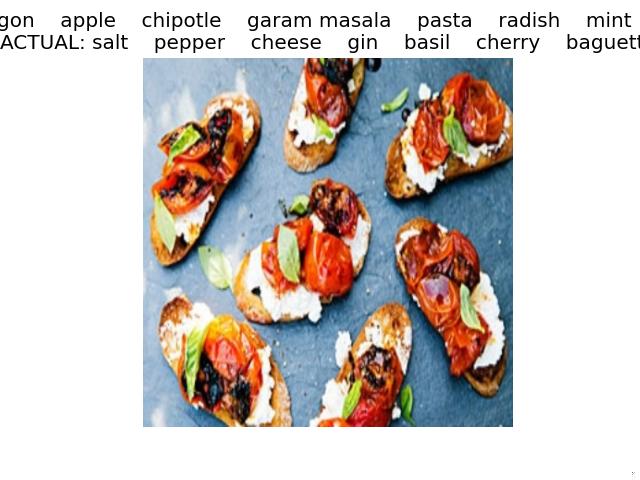 gon apple chipotle garam masala pasta radish mint
ACTUAL: salt pepper cheese gin basil cherry baguett